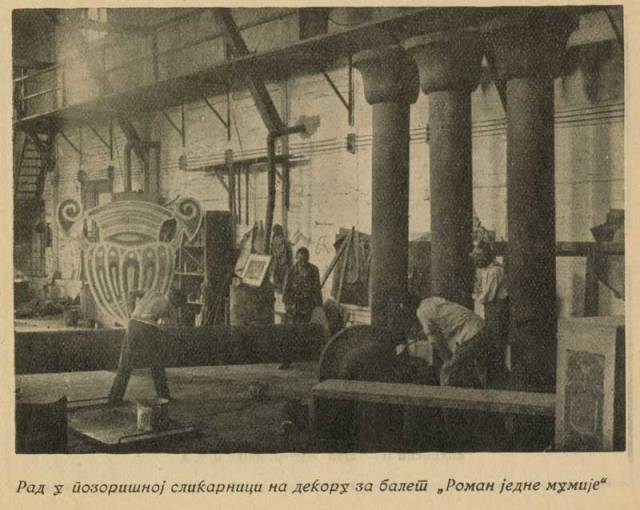 Рад у позоришној сликарници на декору за балет „Роман једне мумије“